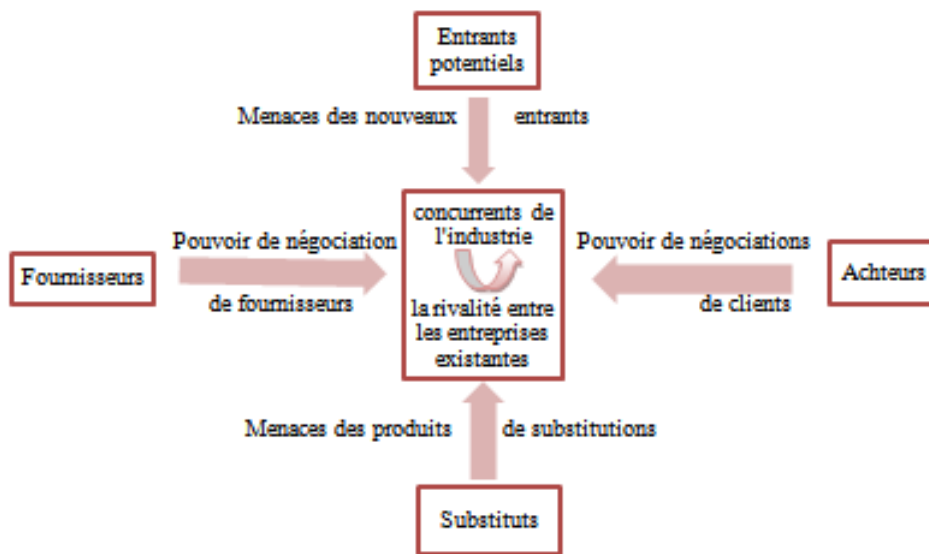 Entrants
potentiels
Menaces des nouveaux entrants
concurrents de
l'industrie
Pouvoir de négociation
Pouvoir de négociations
Fournisseurs
Achteurs
de fournisseurs
de clients
la rivalité entre
les entreprises
existantes
Menaces des produits de substitutions
Substituts